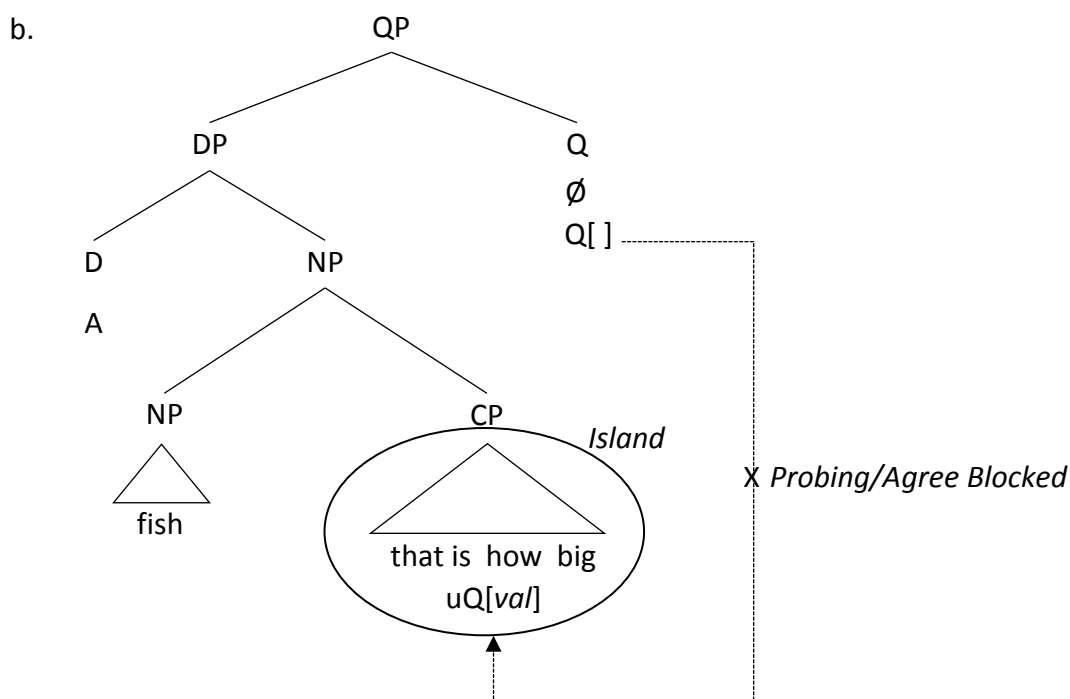 b.
QP
DP Q
Ø
Q[ ]
D NP
A
NP CP
Island
X Probing/Agree Blocked
fish
that is how big
uQ[val]